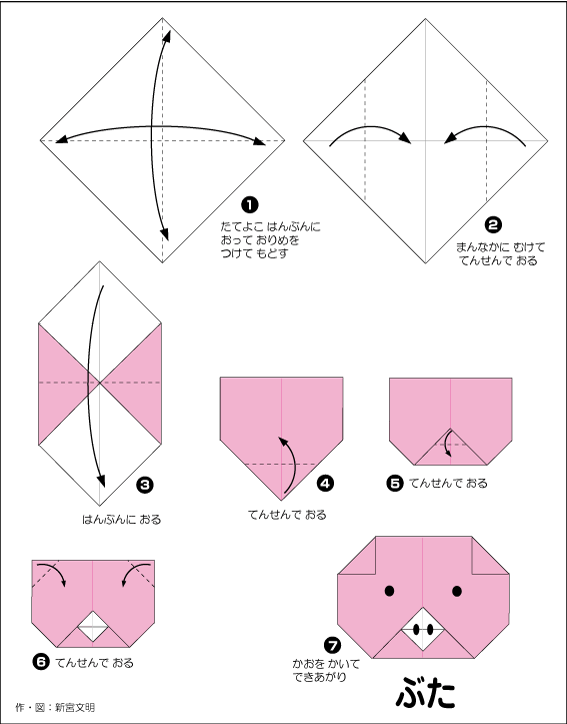 1
たてよこ はんぶんに
おって おりめを
つけて もどす
2
まんなかに むけて
てんせんで おる
3
はんぶんに おる
4
てんせんで おる
5 てんせんで おる
6 てんせんで おる
7
かおを かいて
できあがり
ぶた
作・図：新宮文明